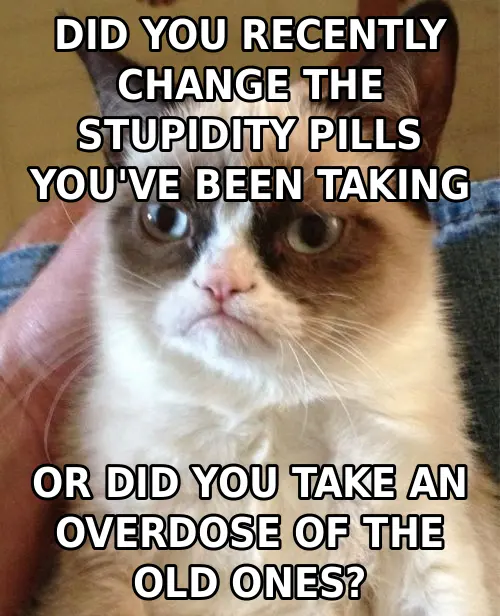 DID YOU RECENTLY
CHANGE THE
STUPIDITY PILLS
YOU'VE BEEN TAKING
OR DID YOU TAKE AN
OVERDOSE OF THE
OLD ONES?